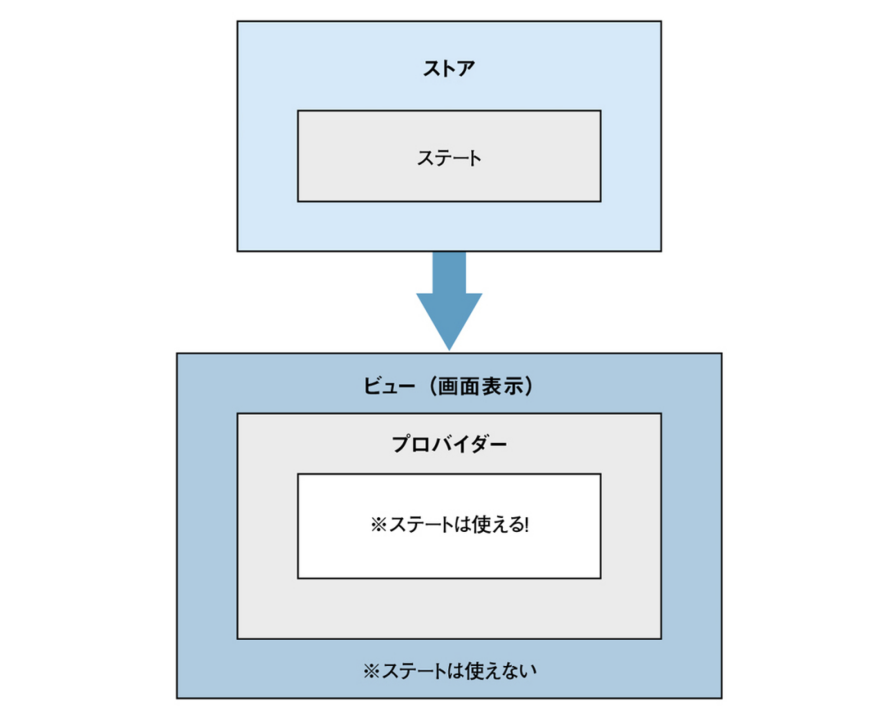 ストア
ステート
ビュー（画面表示）
プロバイダー
※ステートは使える!
※ステートは使えない